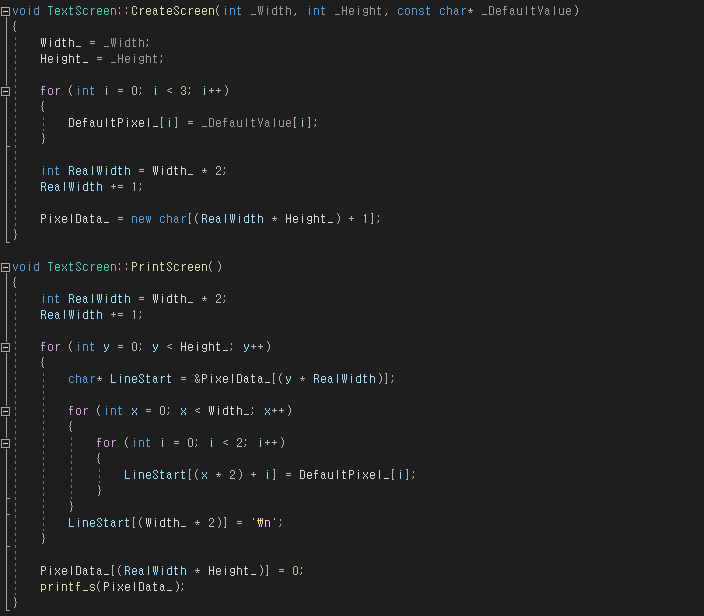 void TextScreen::CreateScreen(int _Width, int _Height, const char* _DefaultValue)
{
    Width_ = _Width;
    Height_ = _Height;
    for (int i = 0; i < 3; i++)
    {
        DefaultPixel_[i] = _DefaultValue[i];
    }
    int RealWidth = Width_ * 2;
    RealWidth += 1;
    PixelData_ = new char[(RealWidth * Height_) + 1];
}
void TextScreen::PrintScreen()
{
    int RealWidth = Width_ * 2;
    RealWidth += 1;
    for (int y = 0; y < Height_; y++)
    {
        char* LineStart = &PixelData_[(y * RealWidth)];
        for (int x = 0; x < Width_; x++)
        {
            for (int i = 0; i < 2; i++)
            {
                LineStart[(x * 2) + i] = DefaultPixel_[i];
            }
        }
        LineStart[(Width_ * 2)] = '₩n';
    }
    PixelData_[(RealWidth * Height_)] = 0;
    printf_s(PixelData_);
}